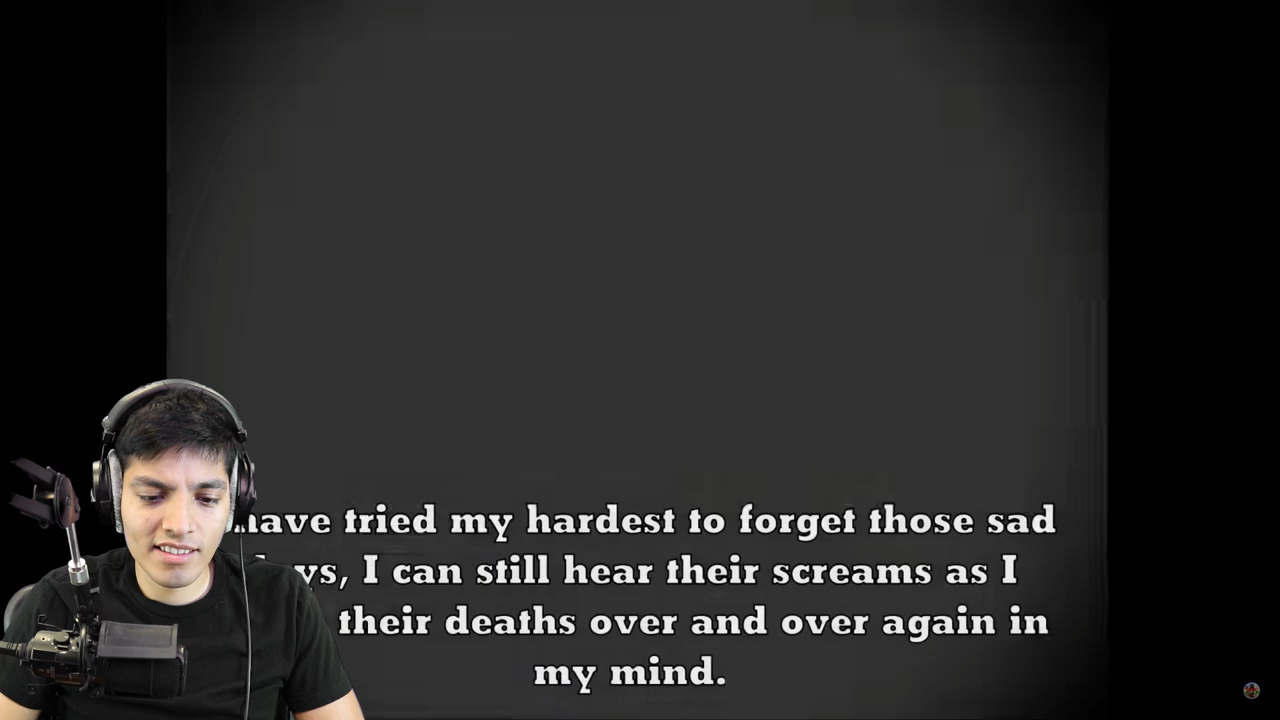 have tried my hardest to forget those sad
ys, I can still hear their screams as I
their deaths over and over again in
my mind.